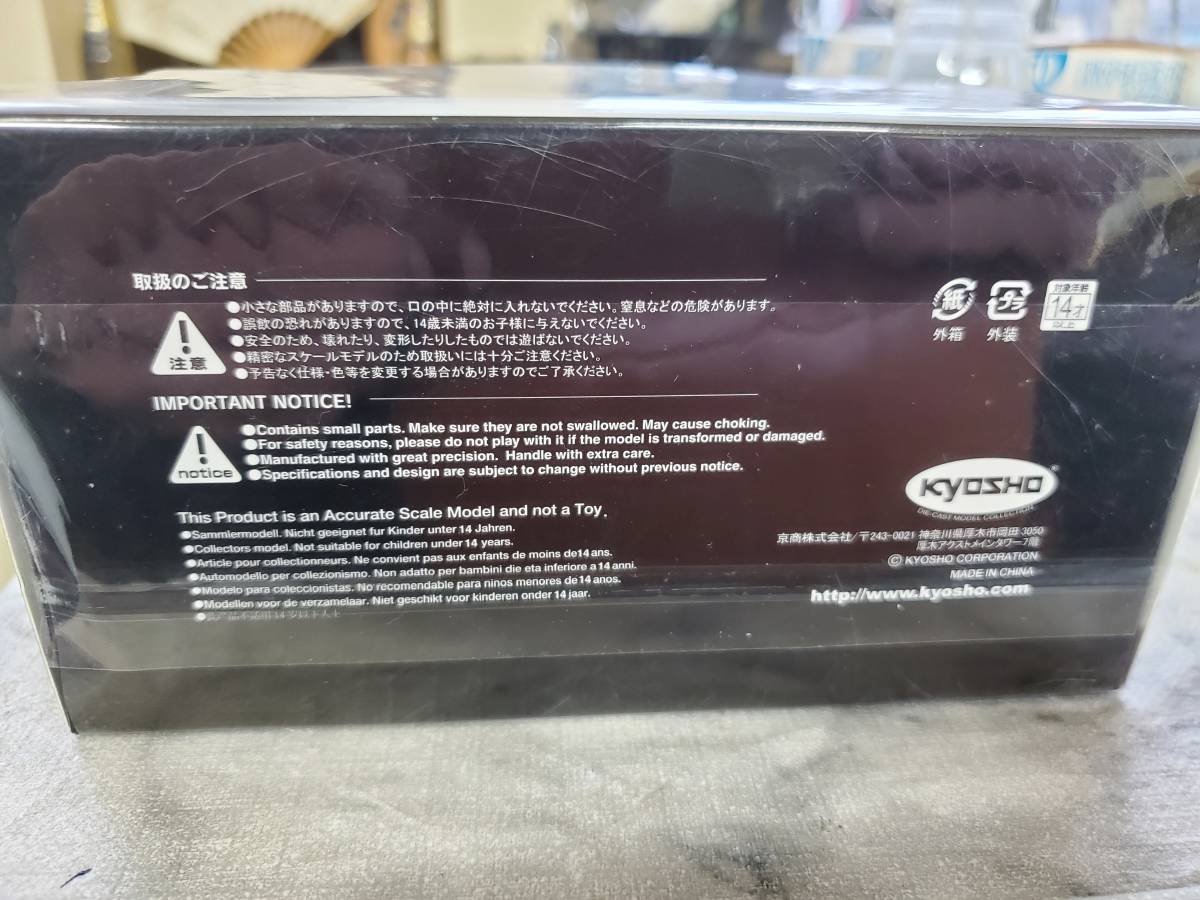 取扱のご注意
●小さな部品がありますので、口の中に絶対に入れないでください。窒息などの危険があります。
●誤飲の恐れがありますので、14歳未満のお子様に与えないでください。
●安全のため、壊れたり、変形したりしたものでは遊ばないでください。
●精密なスケールモデルのため取扱いには十分ご注意ください。
●予告なく仕様・色等を変更する場合がありますのでご了承ください。
注意
紙
外箱
プラ
外装
対象年齢
14才
以上
IMPORTANT NOTICE!
notice
●Contains small parts. Make sure they are not swallowed. May cause choking.
●For safety reasons, please do not play with it if the model is transformed or damaged.
●Manufactured with great precision. Handle with extra care.
●Specifications and design are subject to change without previous notice.
This Product is an Accurate Scale Model and not a Toy.
●Sammlermodell. Nicht geeignet fur Kinder unter 14 Jahren.
●Collectors model. Not suitable for children under 14 years.
●Article pour collectionneurs. Ne convient pas aux enfants de moins de14 ans.
●Automodello per collezionismo. Non adatto per bambini die eta inferiore a 14 anni.
●Modelo para coleccionistas. No recomendable para ninos menores de14 anos.
●Modellen voor de verzamelaar. Niet geschikt voor kinderen onder 14 jaar.
KYOSHO
DIE-CAST MODEL COLLECTION
京商株式会社/〒243-0021 神奈川県厚木市岡田 3050
厚木アクストメインタワー7階
© KYOSHO CORPORATION
MADE IN CHINA
http://www.kyosho.com